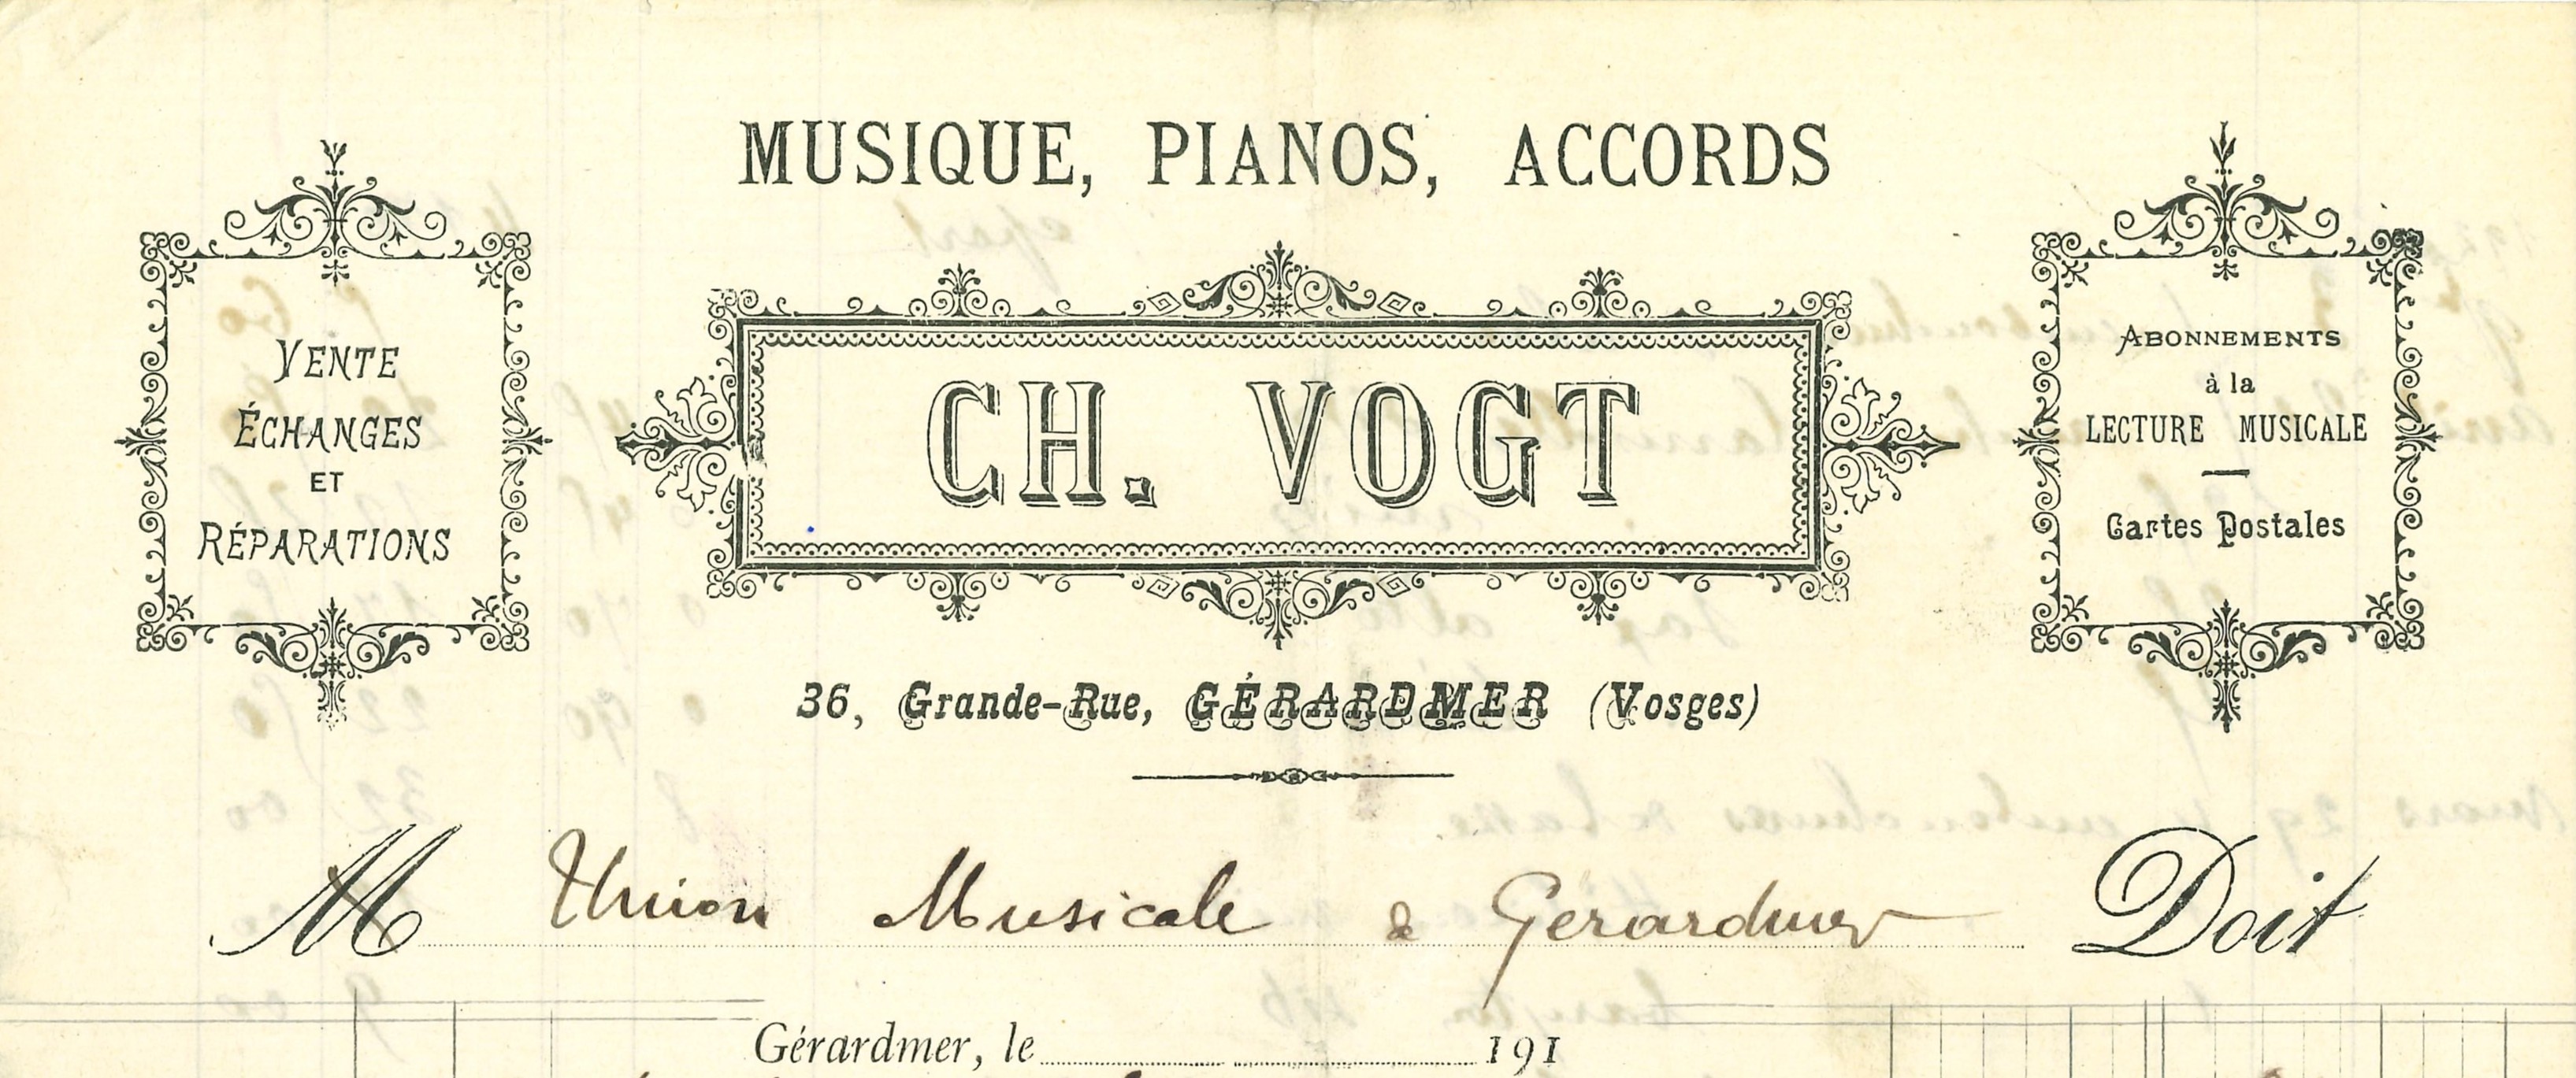 MUSIQUE, PIANOS, ACCORDS
VENTE
ÉCHANGES
ET
RÉPARATIONS
CH. VOGT
ABONNEMENTS
à la
LECTURE MUSICALE
Cartes Postales
36, Grande-Rue, GÉRARDMER (Vosges)
M Union Musicale de Gerardmer Doit
Gérardmer, le 191